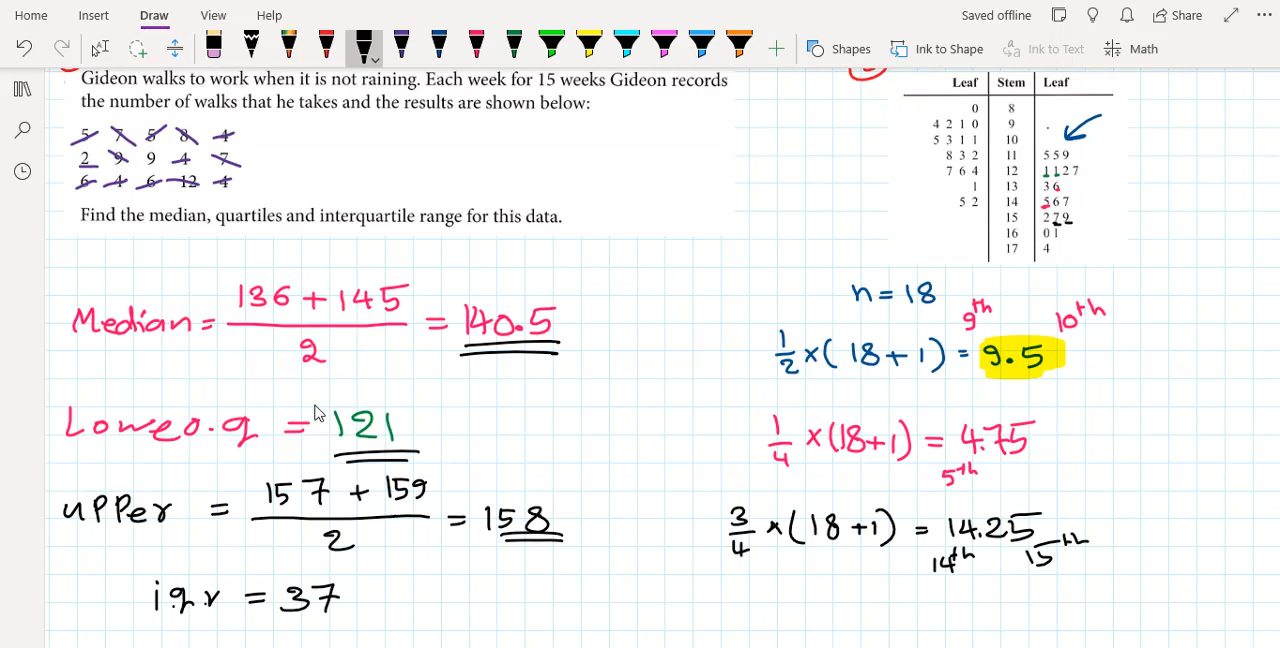 Home Insert Draw View Help Saved offline Share
Shapes Ink to Shape Ink to Text Math
Gideon walks to work when it is not raining. Each week for 15 weeks Gideon records
the number of walks that he takes and the results are shown below:
5 7 5 8 4
2 9 9 4 7
6 4 6 12 4
Find the median, quartiles and interquartile range for this data.
Leaf Stem Leaf
0 8
4 2 1 0 9
5 3 1 1 10
8 3 2 11 5 5 9
7 6 4 12 1 1 2 7
1 13 3 6
5 2 14 5 6 7
15 2 7 9
16 0 1
17 4
n = 18
9th 10th
1/2 × ( 18 + 1 ) = 9.5
Median = 136 + 145 / 2 = 140.5
Lower.q = 121
1/4 × (18+1) = 4.75
5th
upper = 157 + 159 / 2 = 158
3/4 × (18 +1) = 14.25
14th 15th
i.q.r = 37